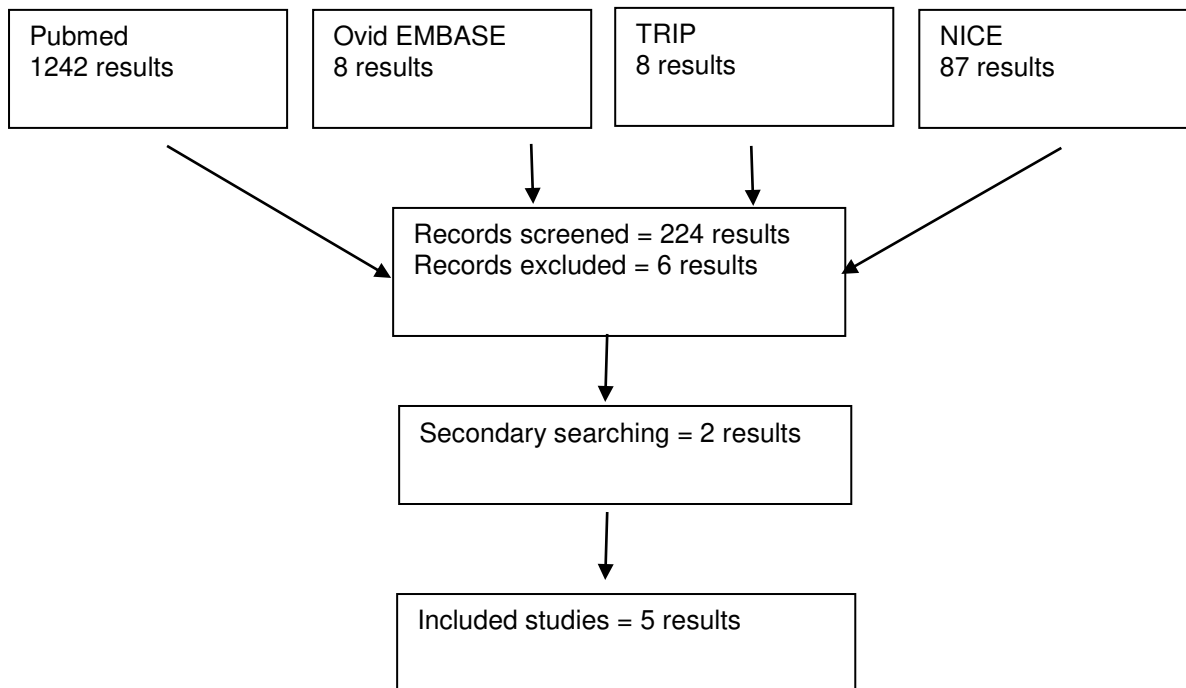 Pubmed
1242 results
Ovid EMBASE
8 results
TRIP
8 results
NICE
87 results
Records screened = 224 results
Records excluded = 6 results
Secondary searching = 2 results
Included studies = 5 results